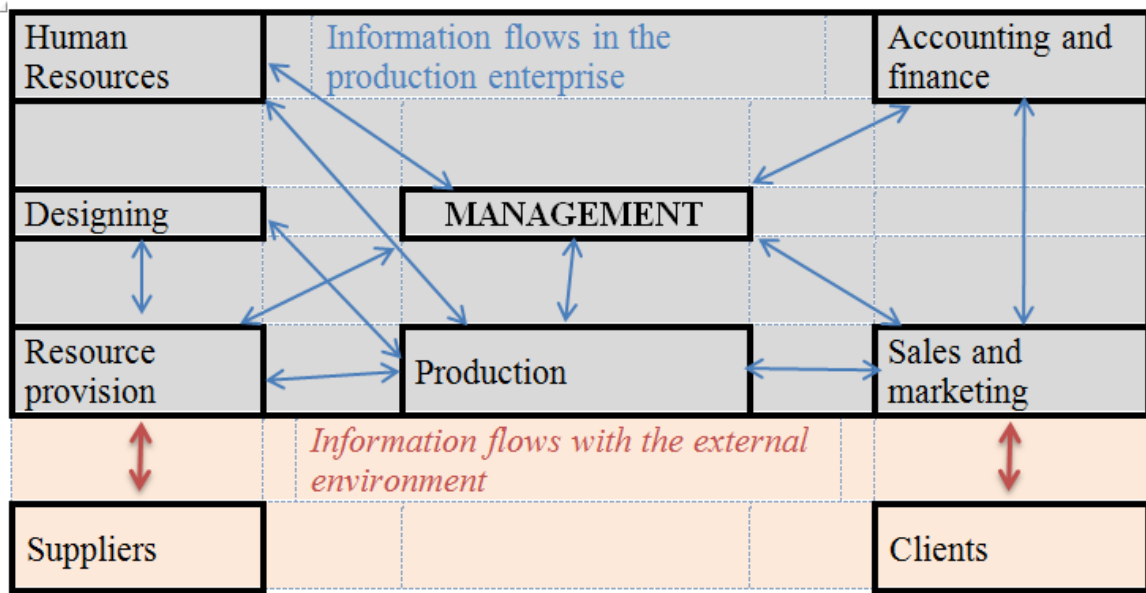 Human
Resources
Information flows in the
production enterprise
Accounting and
finance
Designing
MANAGEMENT
Resource
provision
Production
Sales and
marketing
Information flows with the external
environment
Suppliers
Clients